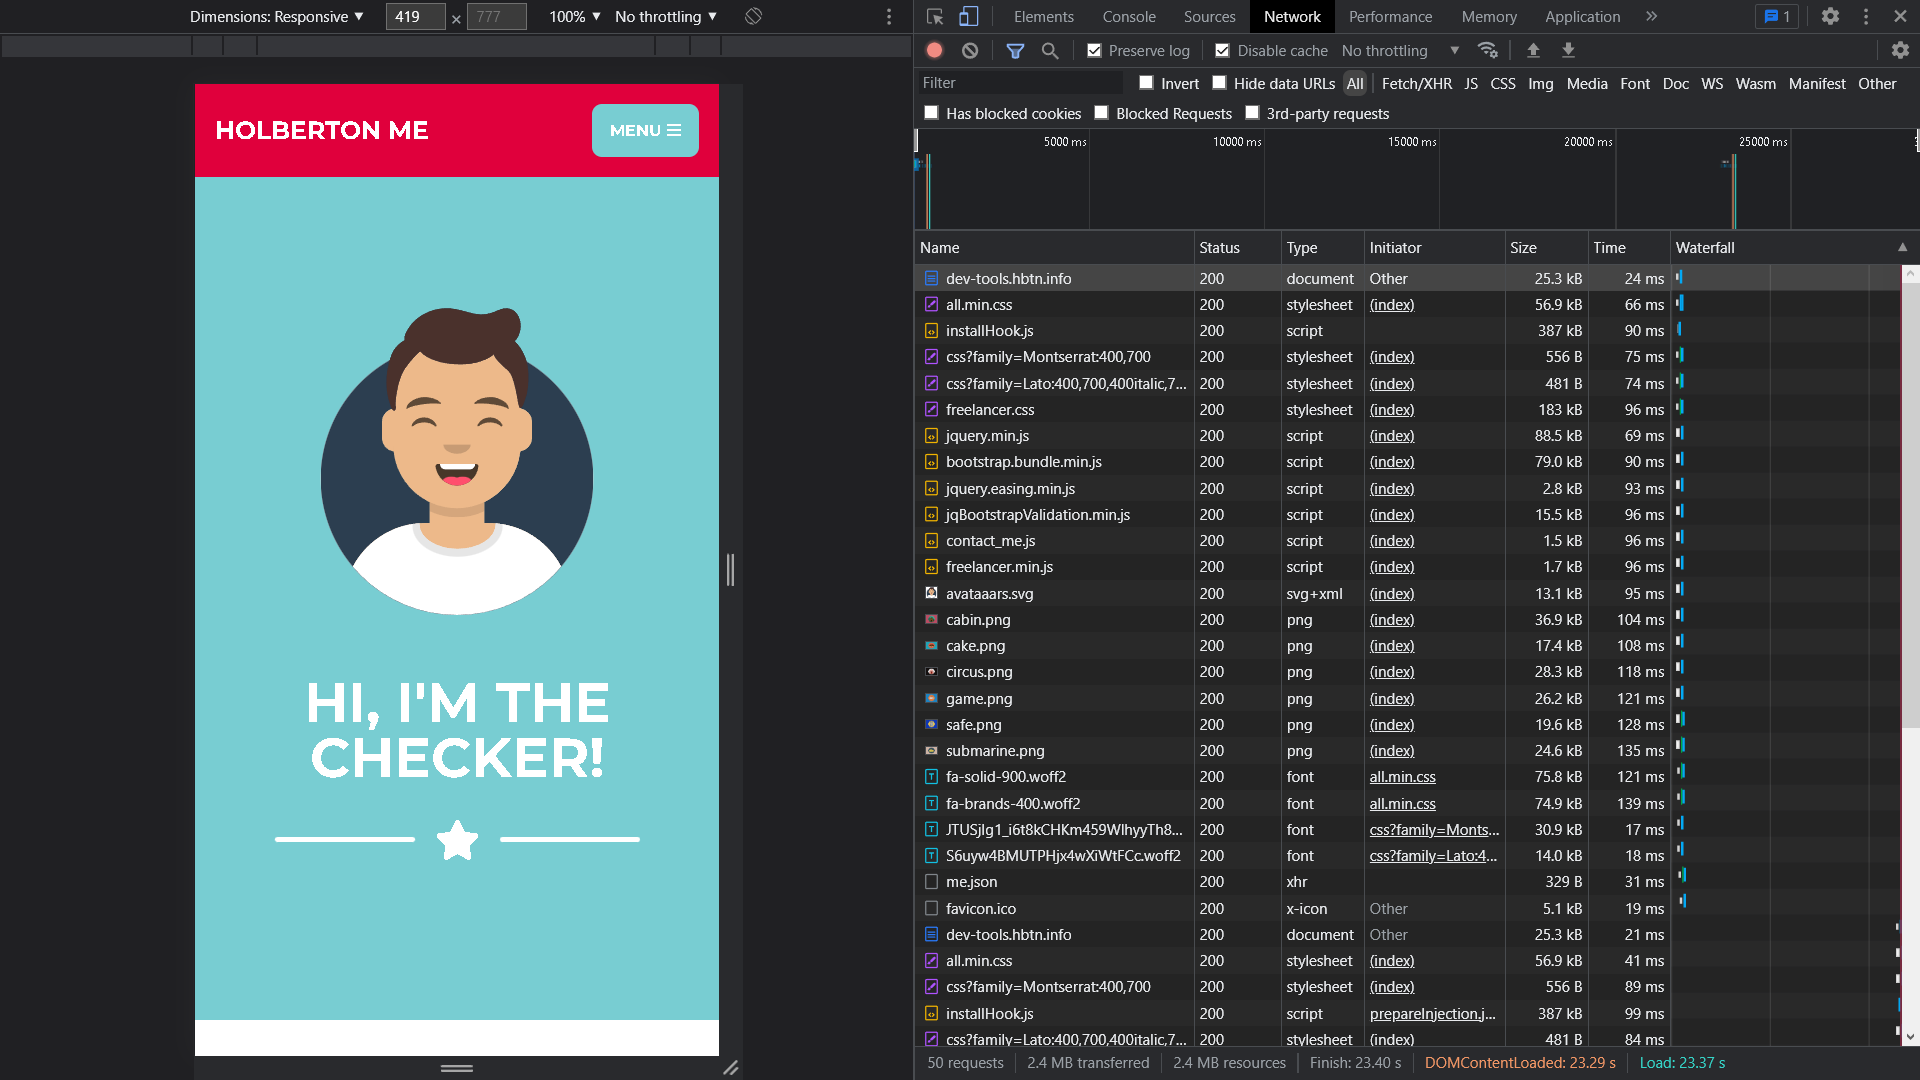 Dimensions: Responsive ▼ 419 × 777 100% ▼ No throttling ▼
HOLBERTON ME
MENU
HI, I'M THE
CHECKER!
Elements Console Sources Network Performance Memory Application » 1
Preserve log Disable cache No throttling
Filter Invert Hide data URLs All Fetch/XHR JS CSS Img Media Font Doc WS Wasm Manifest Other
Has blocked cookies Blocked Requests 3rd-party requests
5000 ms 10000 ms 15000 ms 20000 ms 25000 ms
Name Status Type Initiator Size Time Waterfall
dev-tools.hbtn.info 200 document Other 25.3 kB 24 ms
all.min.css 200 stylesheet (index) 56.9 kB 66 ms
installHook.js 200 script 387 kB 90 ms
css?family=Montserrat:400,700 200 stylesheet (index) 556 B 75 ms
css?family=Lato:400,700,400italic,7... 200 stylesheet (index) 481 B 74 ms
freelancer.css 200 stylesheet (index) 183 kB 96 ms
jquery.min.js 200 script (index) 88.5 kB 69 ms
bootstrap.bundle.min.js 200 script (index) 79.0 kB 90 ms
jquery.easing.min.js 200 script (index) 2.8 kB 93 ms
jqBootstrapValidation.min.js 200 script (index) 15.5 kB 96 ms
contact_me.js 200 script (index) 1.5 kB 96 ms
freelancer.min.js 200 script (index) 1.7 kB 96 ms
avataaars.svg 200 svg+xml (index) 13.1 kB 95 ms
cabin.png 200 png (index) 36.9 kB 104 ms
cake.png 200 png (index) 17.4 kB 108 ms
circus.png 200 png (index) 28.3 kB 118 ms
game.png 200 png (index) 26.2 kB 121 ms
safe.png 200 png (index) 19.6 kB 128 ms
submarine.png 200 png (index) 24.6 kB 135 ms
fa-solid-900.woff2 200 font all.min.css 75.8 kB 121 ms
fa-brands-400.woff2 200 font all.min.css 74.9 kB 139 ms
JTUSjIg1_i6t8kCHKm459WlhyyTh8... 200 font css?family=Monts... 30.9 kB 17 ms
S6uyw4BMUTPHjx4wXiWtFCc.woff2 200 font css?family=Lato:4... 14.0 kB 18 ms
me.json 200 xhr 329 B 31 ms
favicon.ico 200 x-icon Other 5.1 kB 19 ms
dev-tools.hbtn.info 200 document Other 25.3 kB 21 ms
all.min.css 200 stylesheet (index) 56.9 kB 41 ms
css?family=Montserrat:400,700 200 stylesheet (index) 556 B 89 ms
installHook.js 200 script prepareInjection.j... 387 kB 99 ms
css?family=Lato:400,700,400italic,7... 200 stylesheet (index) 481 B 84 ms
50 requests 2.4 MB transferred 2.4 MB resources Finish: 23.40 s DOMContentLoaded: 23.29 s Load: 23.37 s